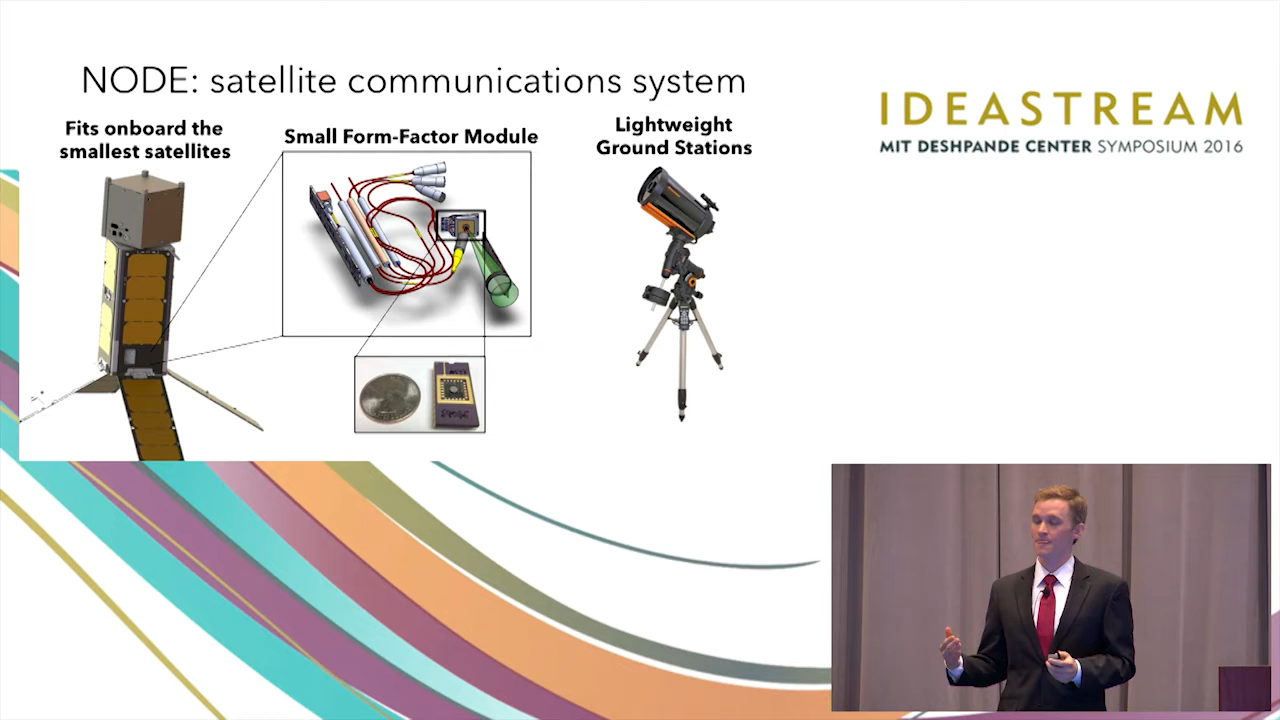 NODE: satellite communications system
IDEASTREAM
MIT DESHPANDE CENTER SYMPOSIUM 2016
Fits onboard the
smallest satellites
Small Form-Factor Module
Lightweight
Ground Stations